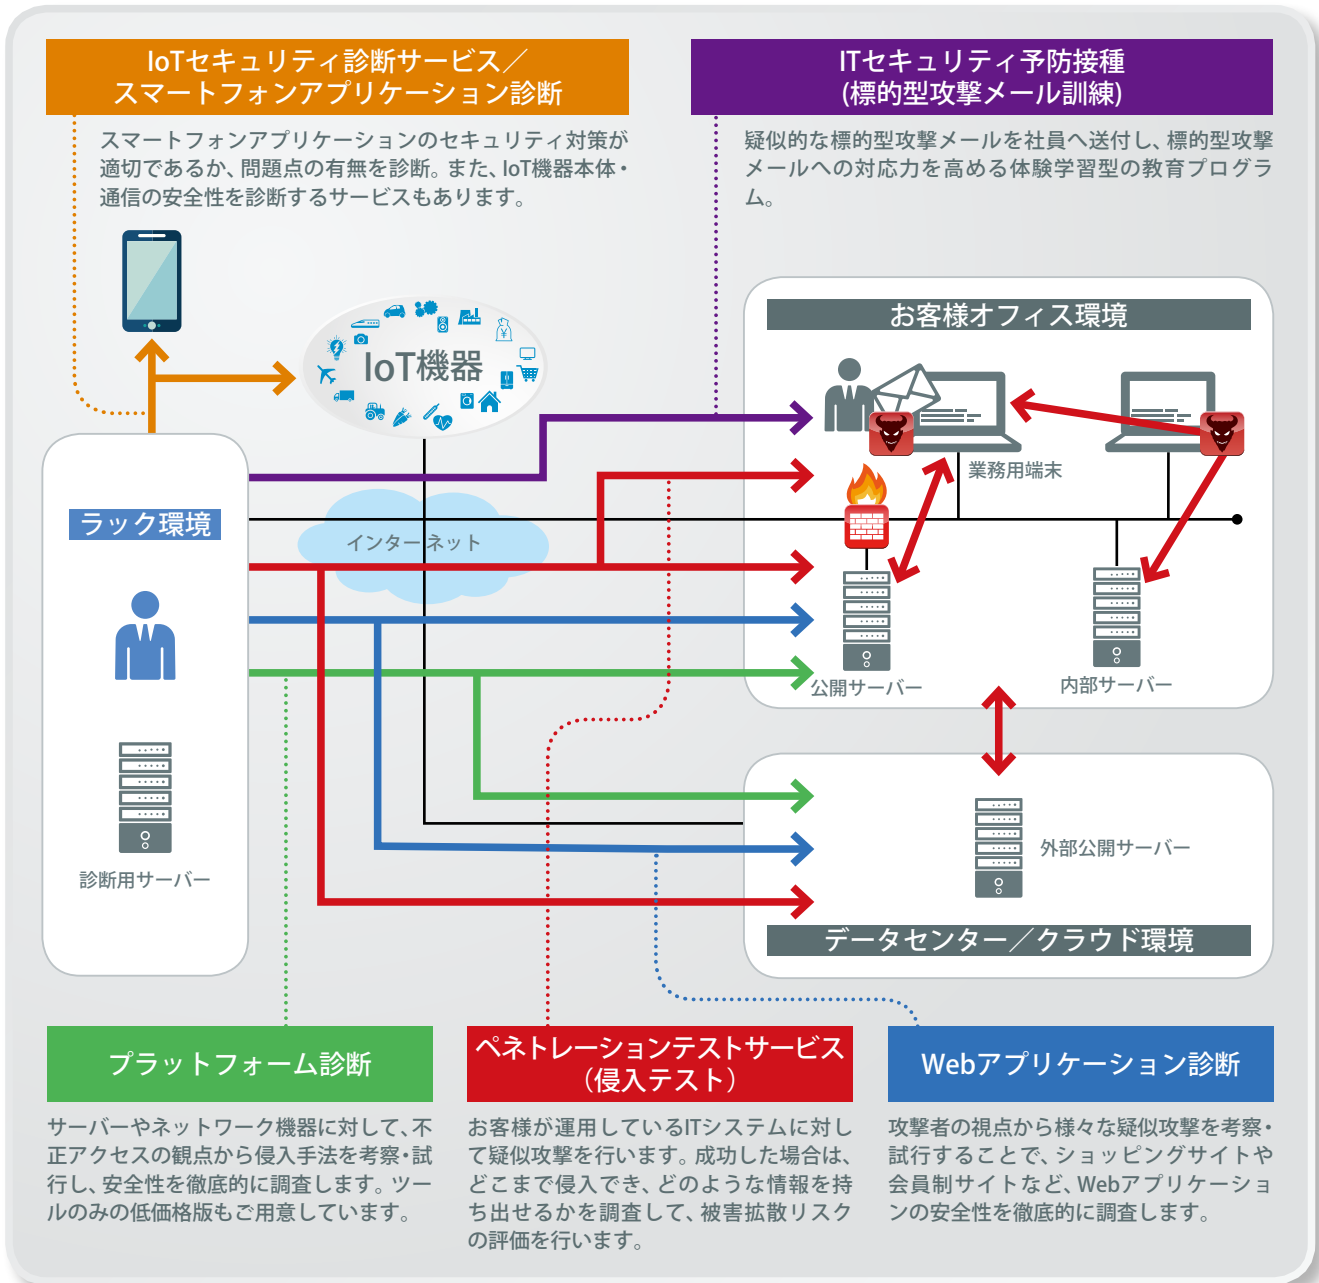 IoTセキュリティ診断サービス／
スマートフォンアプリケーション診断
スマートフォンアプリケーションのセキュリティ対策が
適切であるか、問題点の有無を診断。また、IoT機器本体・
通信の安全性を診断するサービスもあります。
ITセキュリティ予防接種
(標的型攻撃メール訓練)
疑似的な標的型攻撃メールを社員へ送付し、標的型攻撃
メールへの対応力を高める体験学習型の教育プログラ
ム。
IoT機器
¥
お客様オフィス環境
業務用端末
ラック環境
インターネット
公開サーバー
内部サーバー
診断用サーバー
外部公開サーバー
データセンター／クラウド環境
プラットフォーム診断
サーバーやネットワーク機器に対して、不
正アクセスの観点から侵入手法を考察・試
行し、安全性を徹底的に調査します。ツー
ルのみの低価格版もご用意しています。
ペネトレーションテストサービス
（侵入テスト）
お客様が運用しているITシステムに対し
て疑似攻撃を行います。成功した場合は、
どこまで侵入でき、どのような情報を持
ち出せるかを調査して、被害拡散リスク
の評価を行います。
Webアプリケーション診断
攻撃者の視点から様々な疑似攻撃を考察・
試行することで、ショッピングサイトや
会員制サイトなど、Webアプリケーショ
ンの安全性を徹底的に調査します。